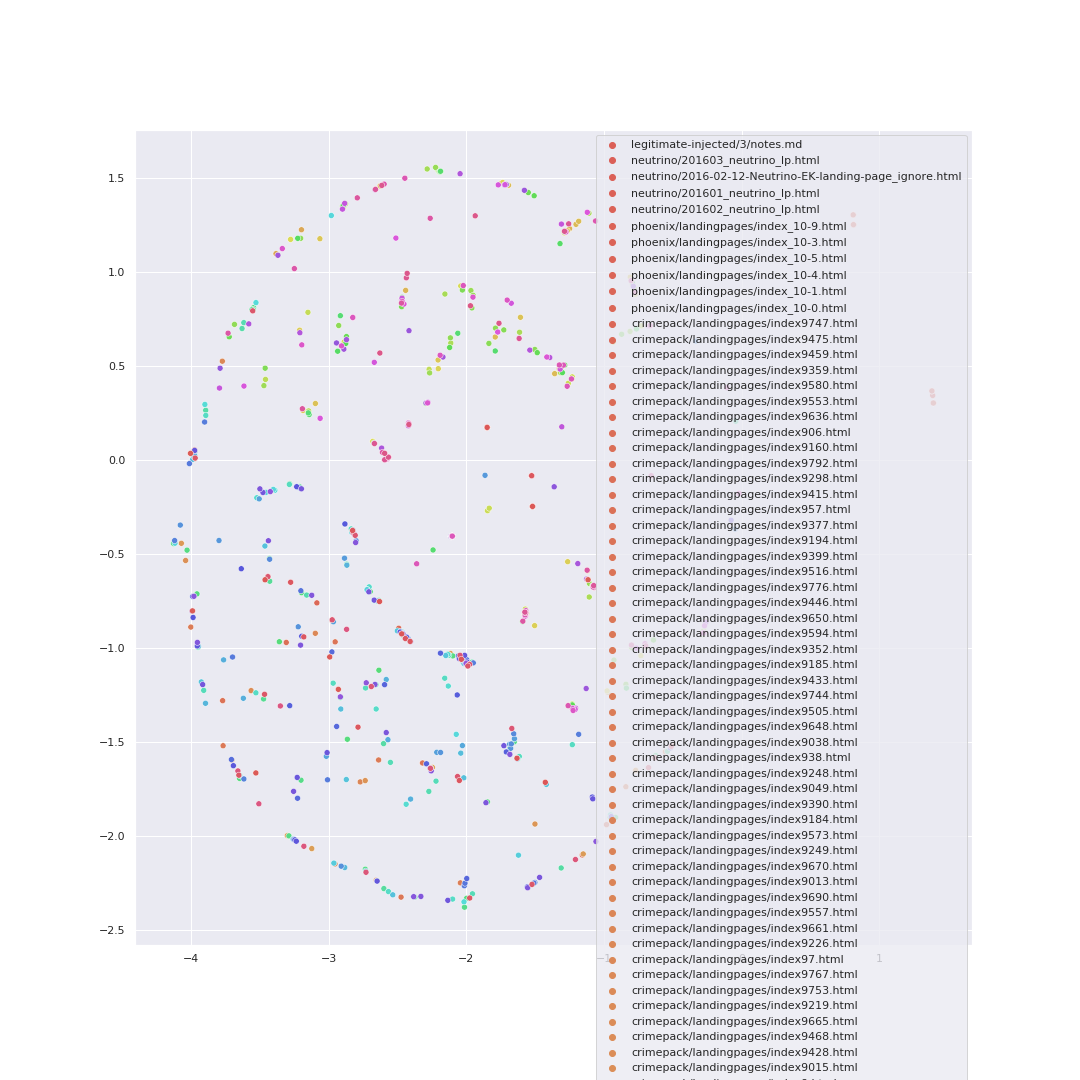 legitimate-injected/3/notes.md
neutrino/201603_neutrino_lp.html
neutrino/2016-02-12-Neutrino-EK-landing-page_ignore.html
neutrino/201601_neutrino_lp.html
neutrino/201602_neutrino_lp.html
phoenix/landingpages/index_10-9.html
phoenix/landingpages/index_10-3.html
phoenix/landingpages/index_10-5.html
phoenix/landingpages/index_10-4.html
phoenix/landingpages/index_10-1.html
phoenix/landingpages/index_10-0.html
crimepack/landingpages/index9747.html
crimepack/landingpages/index9475.html
crimepack/landingpages/index9459.html
crimepack/landingpages/index9359.html
crimepack/landingpages/index9580.html
crimepack/landingpages/index9553.html
crimepack/landingpages/index9636.html
crimepack/landingpages/index906.html
crimepack/landingpages/index9160.html
crimepack/landingpages/index9792.html
crimepack/landingpages/index9298.html
crimepack/landingpages/index9415.html
crimepack/landingpages/index957.html
crimepack/landingpages/index9377.html
crimepack/landingpages/index9194.html
crimepack/landingpages/index9399.html
crimepack/landingpages/index9516.html
crimepack/landingpages/index9776.html
crimepack/landingpages/index9446.html
crimepack/landingpages/index9650.html
crimepack/landingpages/index9594.html
crimepack/landingpages/index9352.html
crimepack/landingpages/index9185.html
crimepack/landingpages/index9433.html
crimepack/landingpages/index9744.html
crimepack/landingpages/index9505.html
crimepack/landingpages/index9648.html
crimepack/landingpages/index9038.html
crimepack/landingpages/index938.html
crimepack/landingpages/index9248.html
crimepack/landingpages/index9049.html
crimepack/landingpages/index9390.html
crimepack/landingpages/index9184.html
crimepack/landingpages/index9573.html
crimepack/landingpages/index9249.html
crimepack/landingpages/index9670.html
crimepack/landingpages/index9013.html
crimepack/landingpages/index9690.html
crimepack/landingpages/index9557.html
crimepack/landingpages/index9661.html
crimepack/landingpages/index9226.html
crimepack/landingpages/index97.html
crimepack/landingpages/index9767.html
crimepack/landingpages/index9753.html
crimepack/landingpages/index9219.html
crimepack/landingpages/index9665.html
crimepack/landingpages/index9468.html
crimepack/landingpages/index9428.html
crimepack/landingpages/index9015.html
1.5
1.0
0.5
0.0
−0.5
−1.0
−1.5
−2.0
−2.5
−4
−3
−2
−1
1